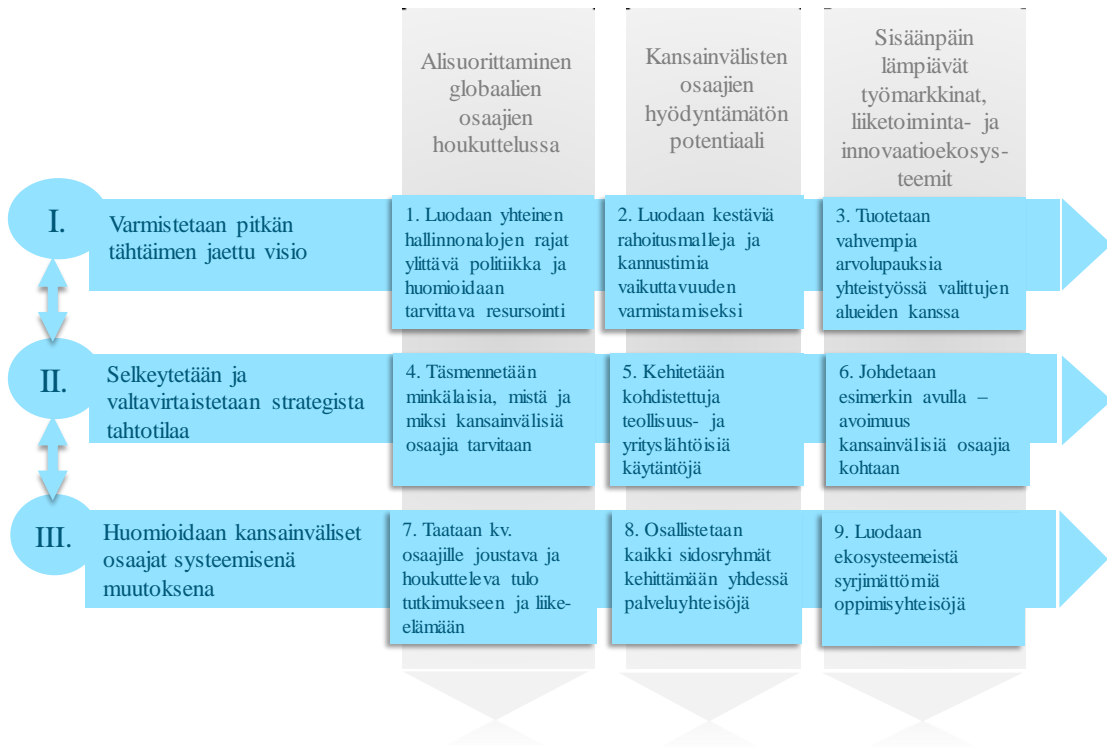 Alisuorittaminen
globaalien
osaajien
houkuttelussa
Kansainvälisten
osaajien
hyödyntämätön
potentiaali
Sisäänpäin
lämpiävät
työmarkkinat,
liiketoiminta- ja
innovaatioekosys-
teemit
I.
Varmistetaan pitkän
tähtäimen jaettu visio
1. Luodaan yhteinen
hallinnonalojen rajat
ylittävä politiikka ja
huomioidaan
tarvittava resursointi
2. Luodaan kestäviä
rahoitusmalleja ja
kannustimia
vaikuttavuuden
varmistamiseksi
3. Tuotetaan
vahvempia
arvolupauksia
yhteistyössä valittujen
alueiden kanssa
II.
Selkeytetään ja
valtavirtaistetaan strategista
tahtotilaa
4. Täsmennetään
minkälaisia, mistä ja
miksi kansainvälisiä
osaajia tarvitaan
5. Kehitetään
kohdistettuja
teollisuus- ja
yrityslähtöisiä
käytäntöjä
6. Johdetaan
esimerkin avulla –
avoimuus
kansainvälisiä osaajia
kohtaan
III.
Huomioidaan kansainväliset
osaajat systeemisenä
muutoksena
7. Taataan kv.
osaajille joustava ja
houkutteleva tulo
tutkimukseen ja liike-
elämään
8. Osallistetaan
kaikki sidosryhmät
kehittämään yhdessä
palveluyhteisöjä
9. Luodaan
ekosysteemeistä
syrjimättömiä
oppimisyhteisöjä